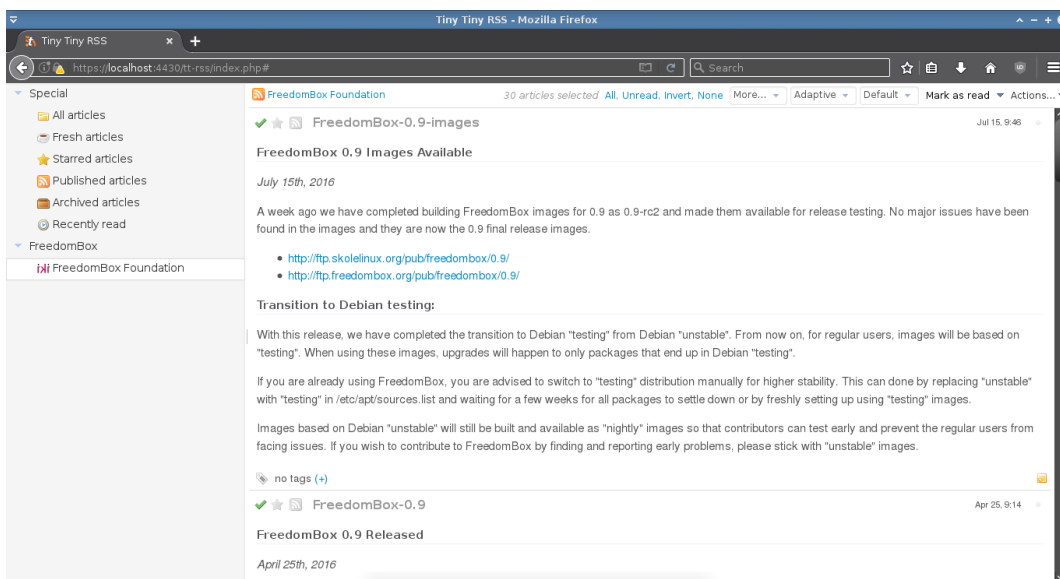 Tiny Tiny RSS - Mozilla Firefox
Tiny Tiny RSS
https://localhost:4430/tt-rss/index.php#
Search
Special
All articles
Fresh articles
Starred articles
Published articles
Archived articles
Recently read
FreedomBox
FreedomBox Foundation
FreedomBox Foundation 30 articles selected All, Unread, Invert, None More... Adaptive Default Mark as read Actions...
FreedomBox-0.9-images Jul 15, 9:46
FreedomBox 0.9 Images Available
July 15th, 2016
A week ago we have completed building FreedomBox images for 0.9 as 0.9-rc2 and made them available for release testing. No major issues have been
found in the images and they are now the 0.9 final release images.
http://ftp.skolelinux.org/pub/freedombox/0.9/
http://ftp.freedombox.org/pub/freedombox/0.9/
Transition to Debian testing:
With this release, we have completed the transition to Debian "testing" from Debian "unstable". From now on, for regular users, images will be based on
"testing". When using these images, upgrades will happen to only packages that end up in Debian "testing".
If you are already using FreedomBox, you are advised to switch to "testing" distribution manually for higher stability. This can done by replacing "unstable"
with "testing" in /etc/apt/sources.list and waiting for a few weeks for all packages to settle down or by freshly setting up using "testing" images.
Images based on Debian "unstable" will still be built and available as "nightly" images so that contributors can test early and prevent the regular users from
facing issues. If you wish to contribute to FreedomBox by finding and reporting early problems, please stick with "unstable" images.
no tags (+)
FreedomBox-0.9 Apr 25, 9:14
FreedomBox 0.9 Released
April 25th, 2016